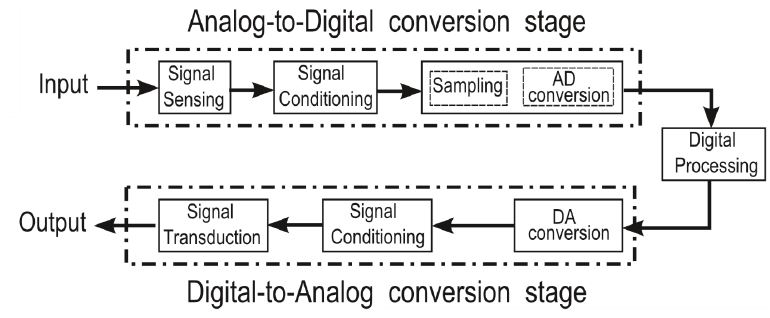 Analog-to-Digital conversion stage
Input
Signal
Sensing
Signal
Conditioning
Sampling
AD
conversion
Digital
Processing
Output
Signal
Transduction
Signal
Conditioning
DA
conversion
Digital-to-Analog conversion stage